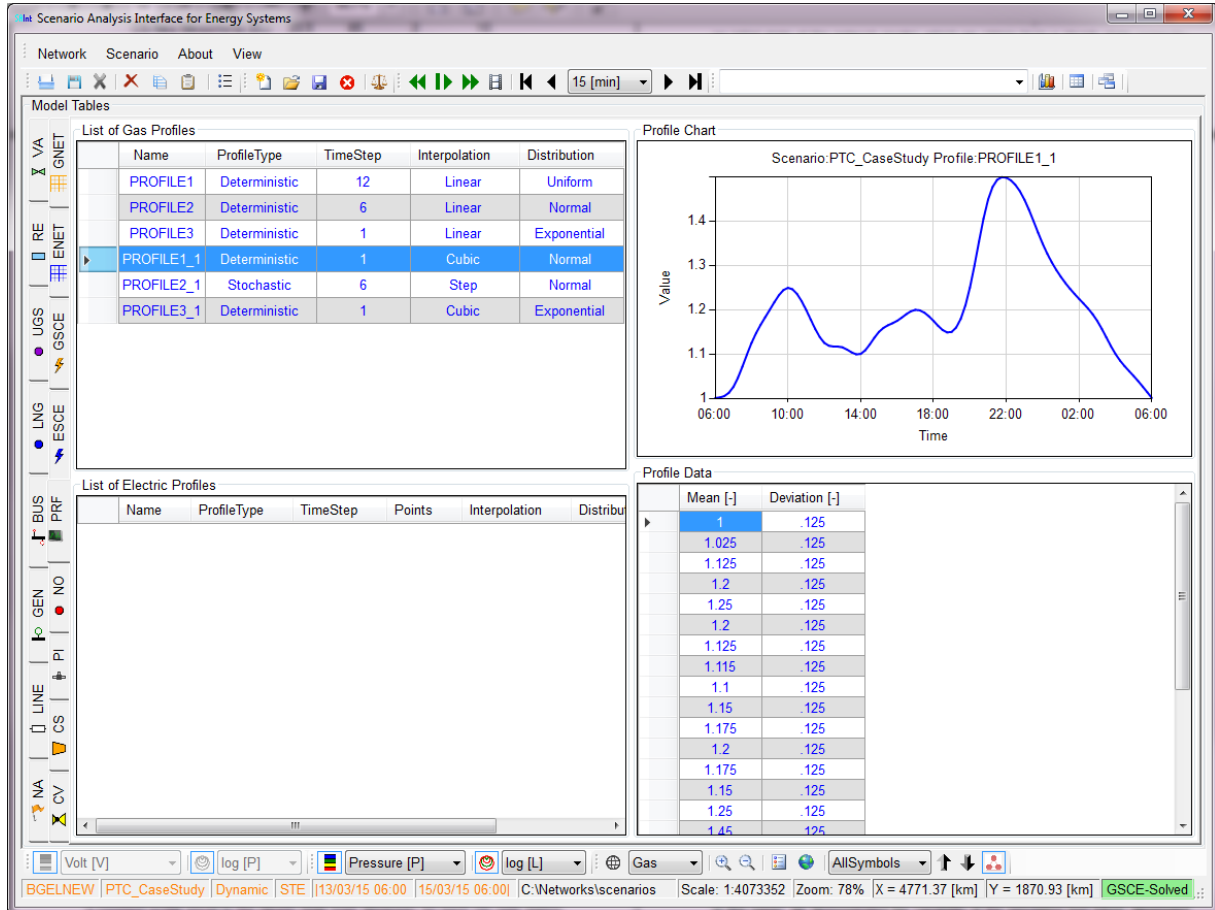 Int Scenario Analysis Interface for Energy Systems
Network Scenario About View
15 [min]
Model Tables
VA
RE
UGS
LNG
BUS
GEN
LINE
NA
GNET
ENET
GSCE
ESCE
PRF
NO
PI
CS
CV
List of Gas Profiles
Name ProfileType TimeStep Interpolation Distribution
PROFILE1 Deterministic 12 Linear Uniform
PROFILE2 Deterministic 6 Linear Normal
PROFILE3 Deterministic 1 Linear Exponential
PROFILE1_1 Deterministic 1 Cubic Normal
PROFILE2_1 Stochastic 6 Step Normal
PROFILE3_1 Deterministic 1 Cubic Exponential
Profile Chart
Scenario:PTC_CaseStudy Profile:PROFILE1_1
Value
1.4
1.3
1.2
1.1
1
06:00 10:00 14:00 18:00 22:00 02:00 06:00
Time
List of Electric Profiles
Name ProfileType TimeStep Points Interpolation Distribu
Profile Data
Mean [-] Deviation [-]
1 .125
1.025 .125
1.125 .125
1.2 .125
1.25 .125
1.2 .125
1.125 .125
1.115 .125
1.1 .125
1.15 .125
1.175 .125
1.2 .125
1.175 .125
1.15 .125
1.25 .125
1.45 .125
Volt [V] log [P] Pressure [P] log [L] Gas AllSymbols
BGELNEW PTC_CaseStudy Dynamic STE |13/03/15 06:00 15/03/15 06:00| C:\Networks\scenarios Scale: 1:4073352 Zoom: 78% X = 4771.37 [km] Y = 1870.93 [km] GSCE-Solved